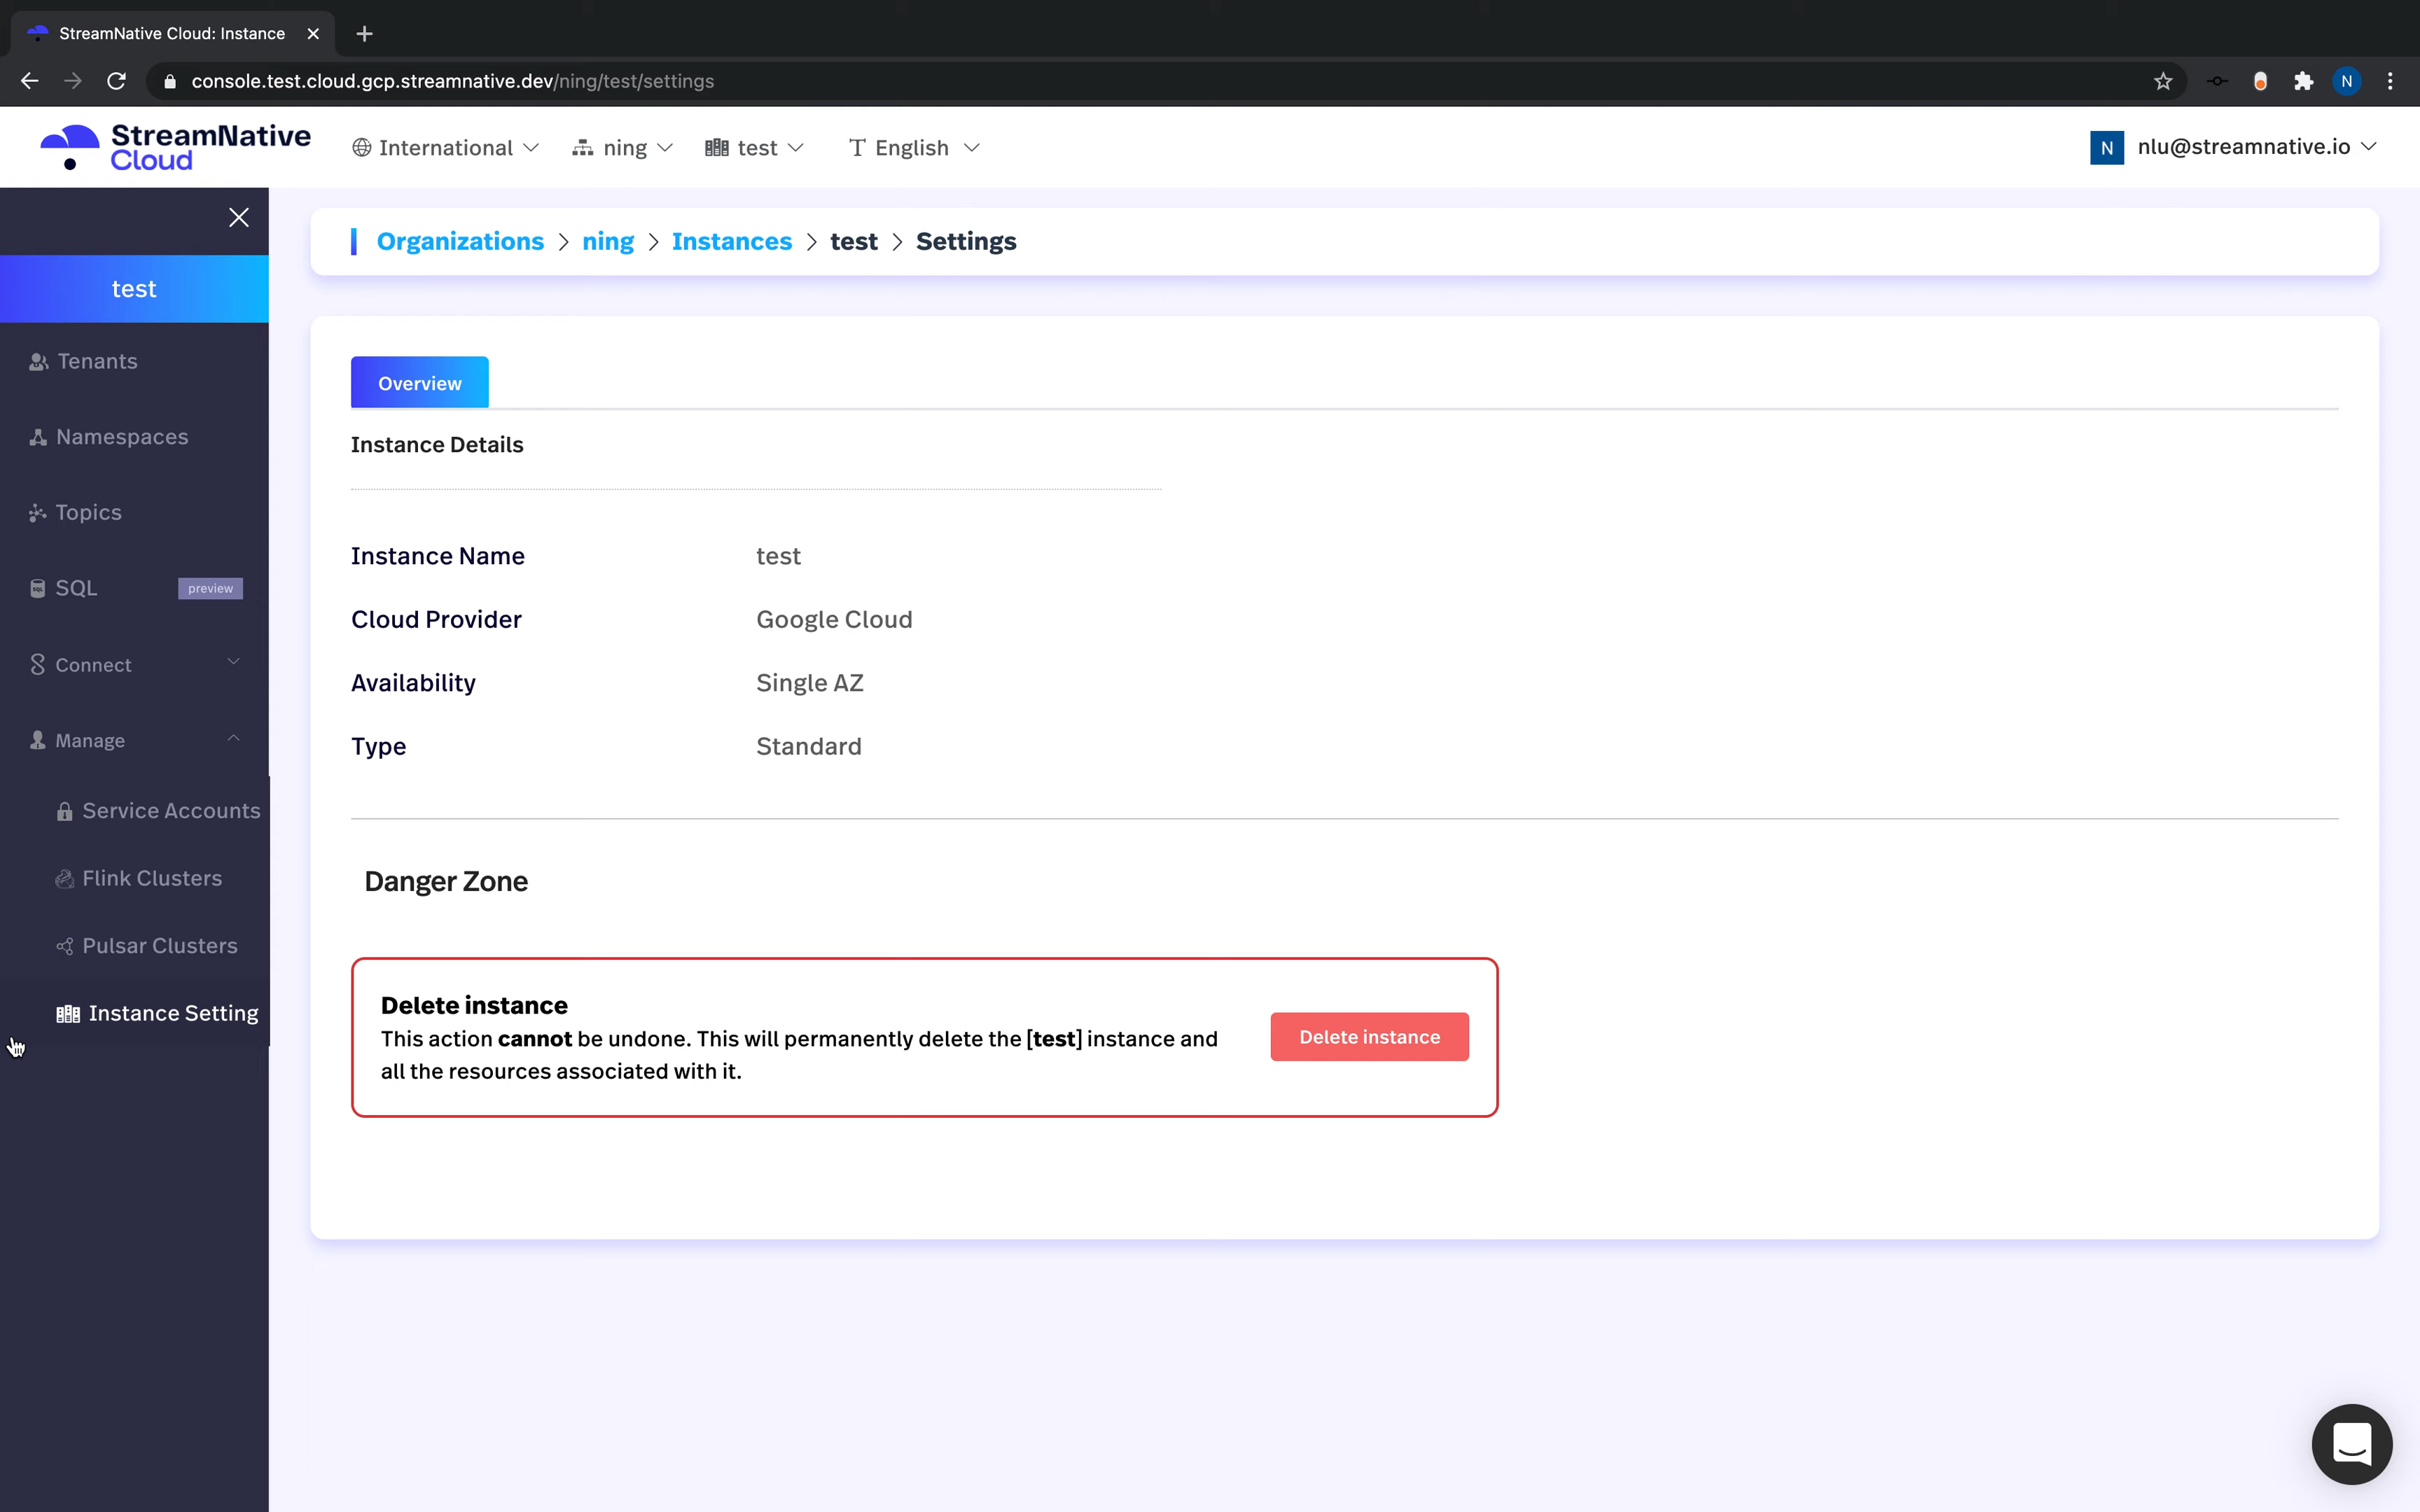 StreamNative Cloud: Instance
console.test.cloud.gcp.streamnative.dev/ning/test/settings
N
StreamNative
Cloud
International
ning
test
English
N
nlu@streamnative.io
test
Tenants
Namespaces
Topics
SQL
preview
Connect
Manage
Service Accounts
Flink Clusters
Pulsar Clusters
Instance Setting
Organizations > ning > Instances > test > Settings
Overview
Instance Details
Instance Name test
Cloud Provider Google Cloud
Availability Single AZ
Type Standard
Danger Zone
Delete instance
This action cannot be undone. This will permanently delete the [test] instance and
all the resources associated with it.
Delete instance